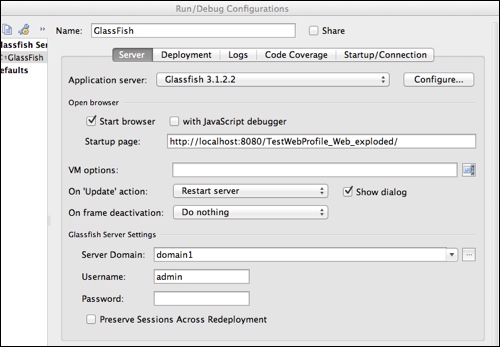 Run/Debug Configurations
Name: GlassFish Share
lassfish Ser
GlassFish
efaults
Server Deployment Logs Code Coverage Startup/Connection
Application server: Glassfish 3.1.2.2 Configure...
Open browser
Start browser with JavaScript debugger
Startup page: http://localhost:8080/TestWebProfile_Web_exploded/
VM options:
On 'Update' action: Restart server Show dialog
On frame deactivation: Do nothing
Glassfish Server Settings
Server Domain: domain1
Username: admin
Password:
Preserve Sessions Across Redeployment